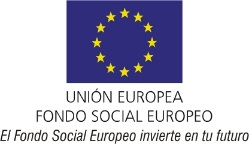 UNIÓN EUROPEA
FONDO SOCIAL EUROPEO
El Fondo Social Europeo invierte en tu futuro